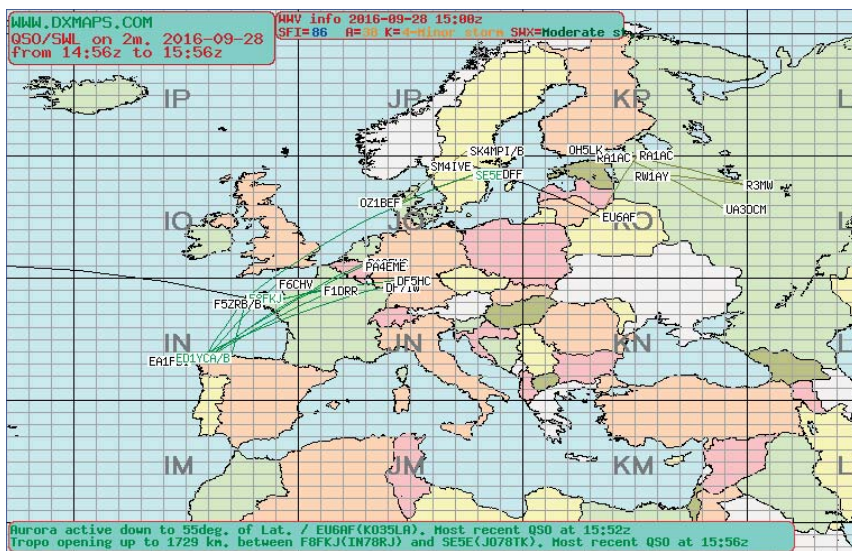 WWW.DXMAPS.COM
QSO/SWL on 2m. 2016-09-28
from 14:56z to 15:56z
WWV info 2016-09-28 15:00z
SFI=86 A=38 K=4-Minor storm SWX=Moderate s
IP
JP
KP
L
SK4MPI/B
OH5LK
RA1AC
RA1AC
SM4IVE
SE5E
DFF
RW1AY
R3MW
OZ1BEF
UA3DCM
EU6AF
IO
JO
KO
L
PA4EME
F6CHV
DF5HC
F1DRR
F8FKJ
F5ZRB/B
IN
JN
KN
L
EA1FD
ED1YCA/B
IM
JM
KM
L
Aurora active down to 55deg. of Lat. / EU6AF(KO35LA). Most recent QSO at 15:52z
Tropo opening up to 1729 km. between F8FKJ(IN78RJ) and SE5E(JO78TK). Most recent QSO at 15:56z